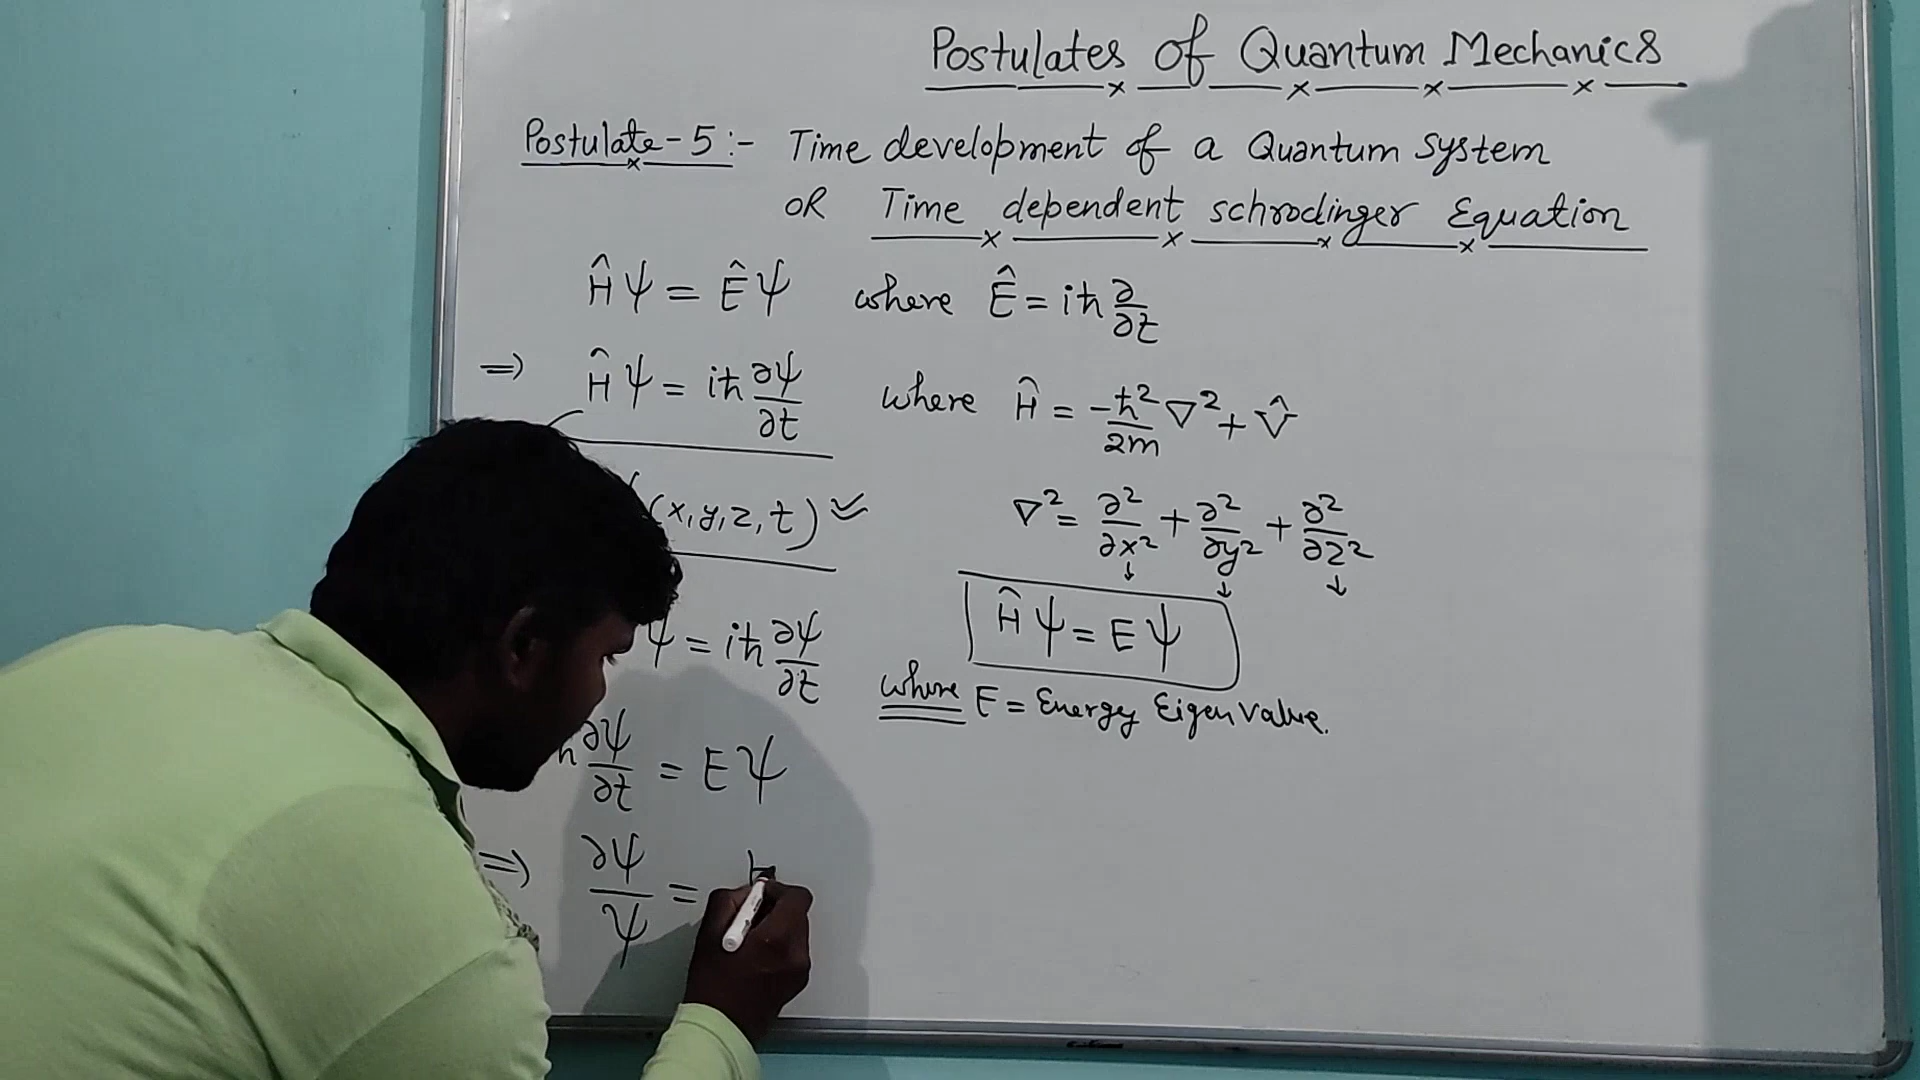 Postulates of Quantum Mechanics
Postulate-5:- Time development of a Quantum System
OR Time dependent schrodinger Equation
Ĥψ = Êψ where Ê = iħ ∂/∂t
⇒ Ĥψ = iħ ∂ψ/∂t where Ĥ = -ħ²/2m ∇² + V̂
(x, y, z, t)
∇² = ∂²/∂x² + ∂²/∂y² + ∂²/∂z²
Ĥψ = Eψ
ψ = iħ ∂ψ/∂t
where E = Energy Eigen Value.
ħ ∂ψ/∂t = Eψ
⇒ ∂ψ/ψ =